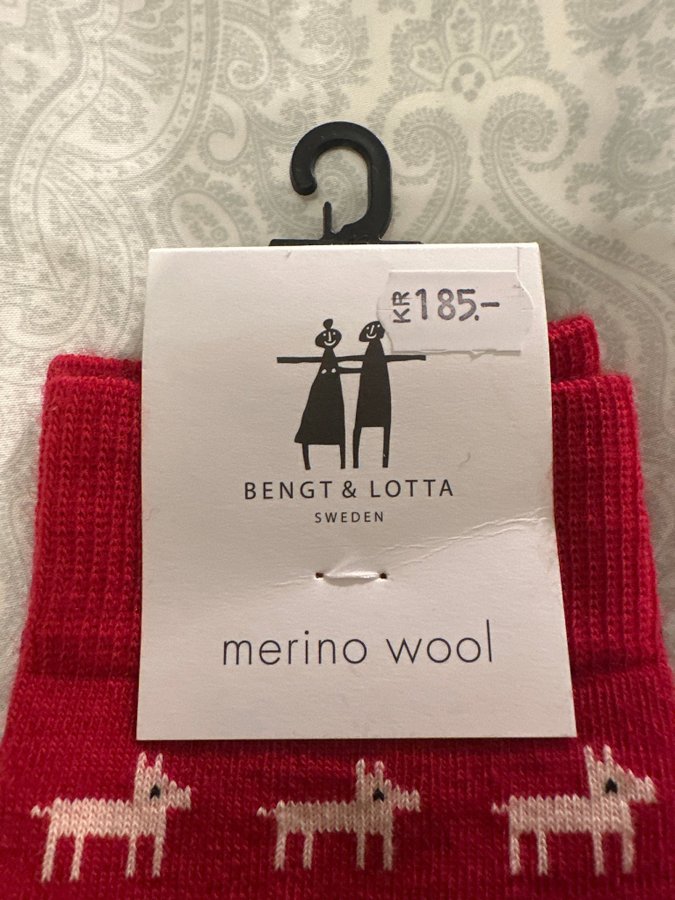 KR 185.-
BENGT & LOTTA
SWEDEN
merino wool